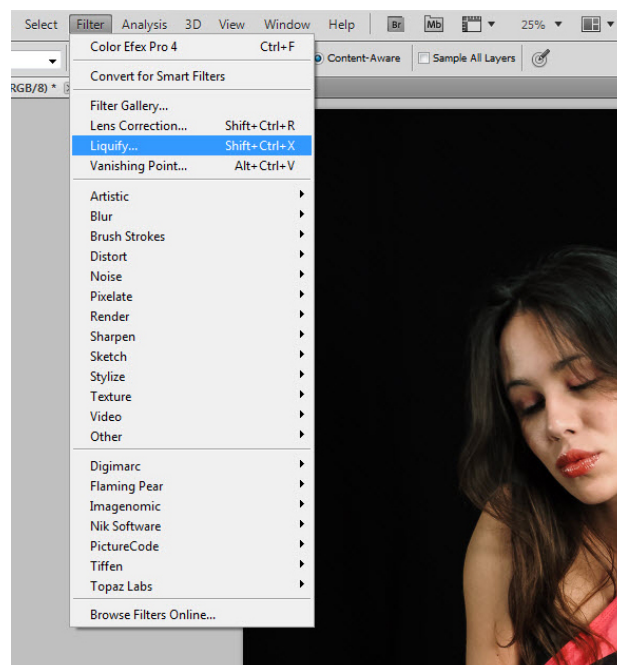 Select Filter Analysis 3D View Window Help Br Mb 25%
Content-Aware Sample All Layers
RGB/8) *
Color Efex Pro 4 Ctrl+F
Convert for Smart Filters
Filter Gallery...
Lens Correction... Shift+Ctrl+R
Liquify... Shift+Ctrl+X
Vanishing Point... Alt+Ctrl+V
Artistic
Blur
Brush Strokes
Distort
Noise
Pixelate
Render
Sharpen
Sketch
Stylize
Texture
Video
Other
Digimarc
Flaming Pear
Imagenomic
Nik Software
PictureCode
Tiffen
Topaz Labs
Browse Filters Online...